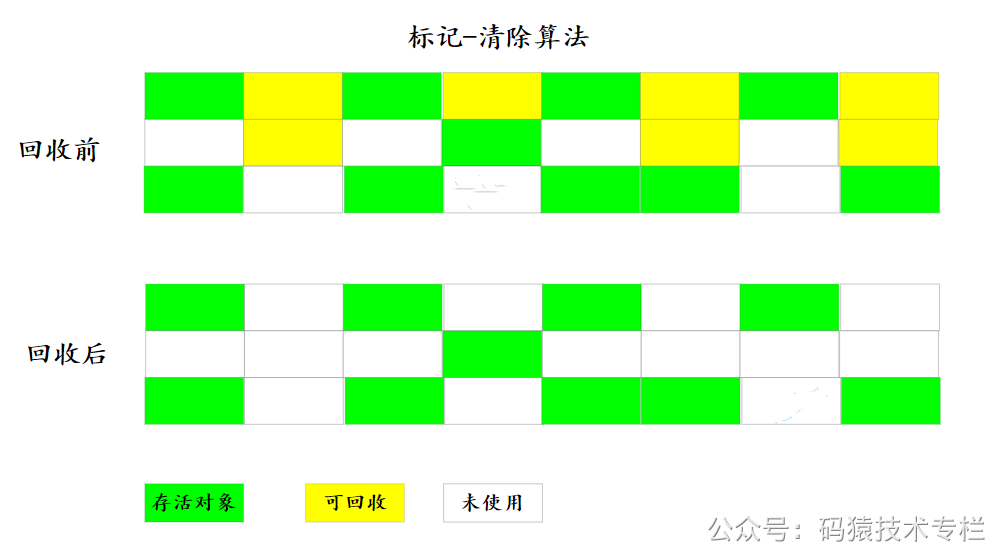 标记-清除算法
回收前
回收后
存活对象
可回收
未使用
公众号：码猿技术专栏